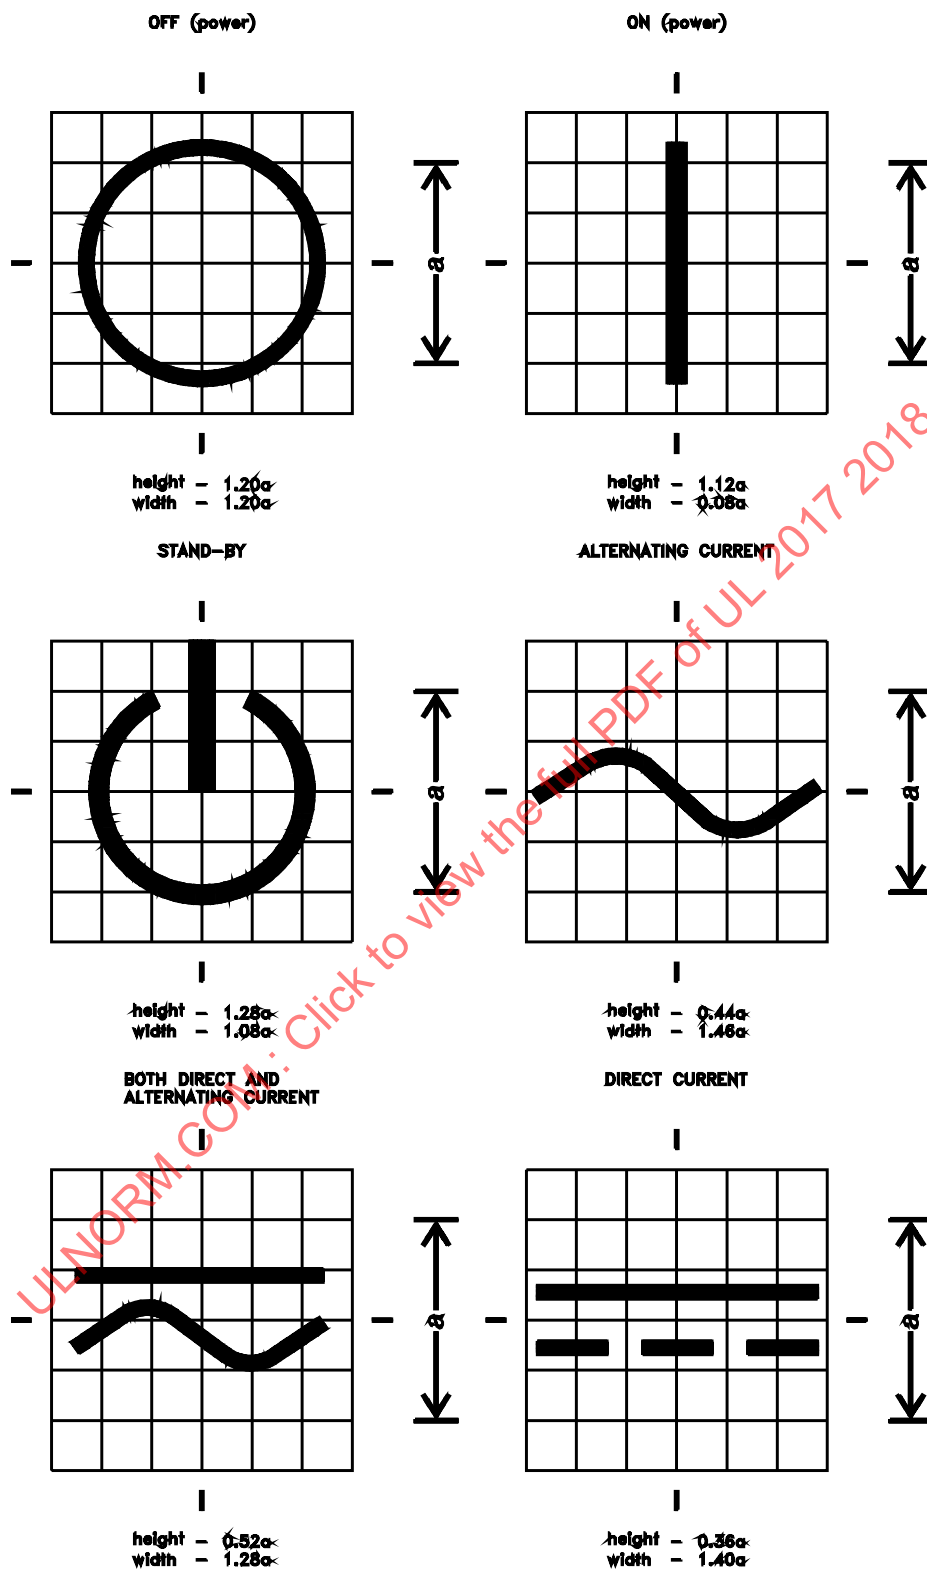 OFF (power)
ON (power)
a
a
height - 1.20a
width - 1.20a
height - 1.12a
width - 0.08a
STAND-BY
ALTERNATING CURRENT
a
a
height - 1.28a
width - 1.08a
height - 0.44a
width - 1.46a
BOTH DIRECT AND
ALTERNATING CURRENT
DIRECT CURRENT
a
a
height - 0.52a
width - 1.28a
height - 0.36a
width - 1.40a
ULNORM.COM : Click to view the full PDF of UL 2017 2018